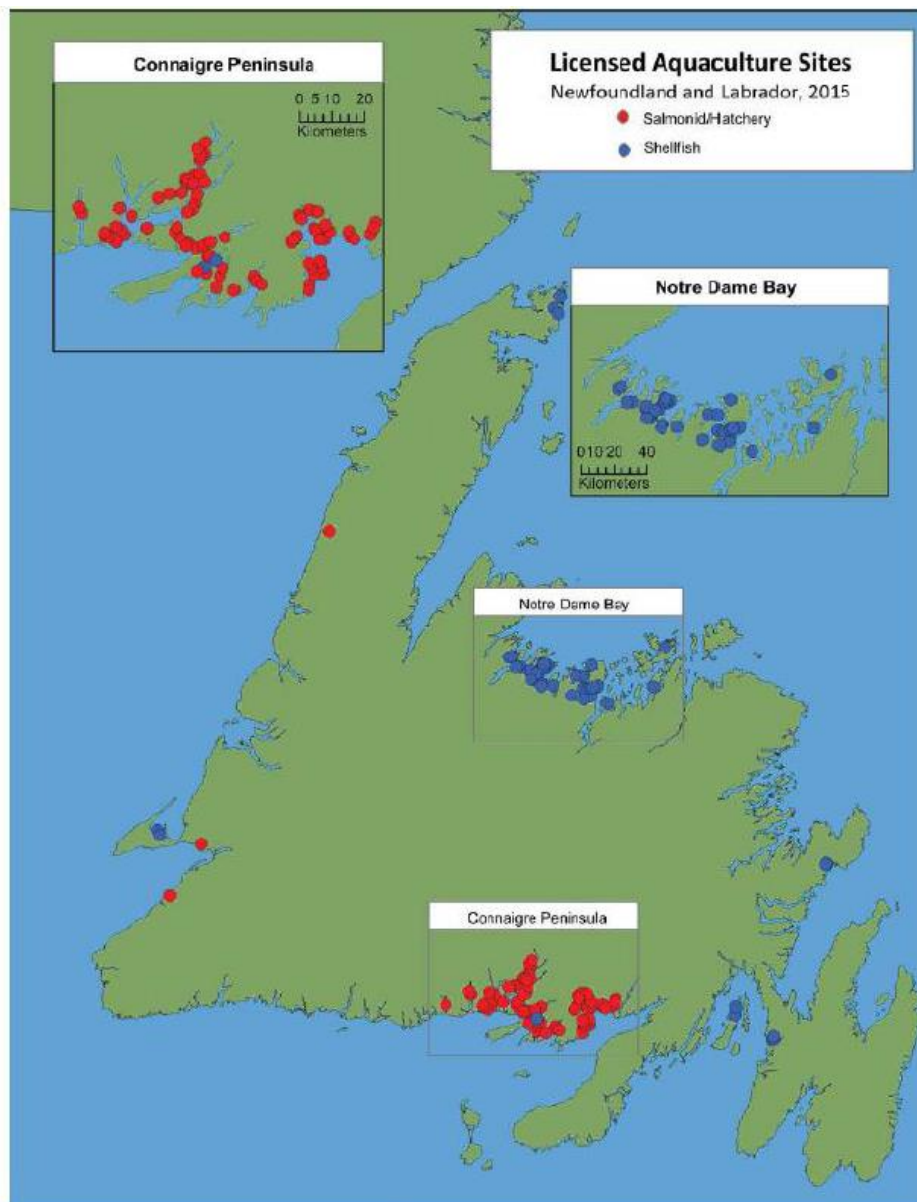 Connaigre Peninsula
0 5 10 20
Kilometers
Licensed Aquaculture Sites
Newfoundland and Labrador, 2015
Salmonid/Hatchery
Shellfish
Notre Dame Bay
0 10 20 40
Kilometers
Notre Dame Bay
Connaigre Peninsula